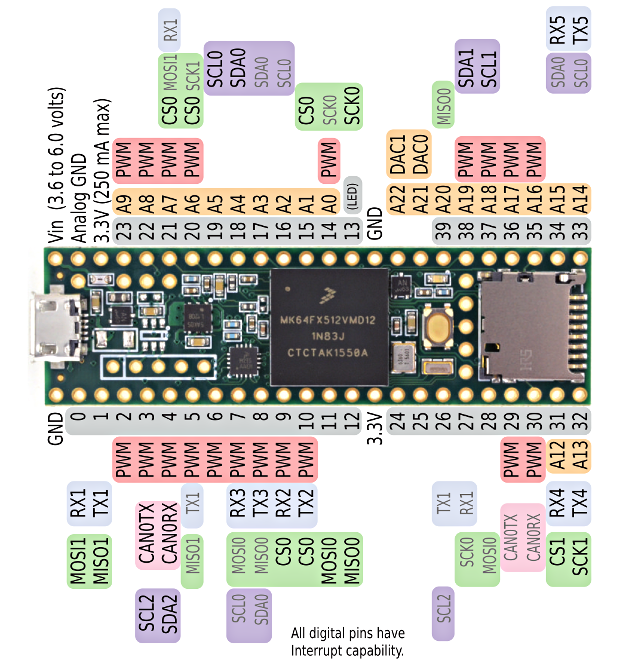 RX1
RX5
TX5
MOSI1
SCK1
CS0
CS0
SCL0
SDA0
SDA0
SCL0
CS0
SCK0
SCK0
MISO0
SDA1
SCL1
SDA0
SCL0
PWM
PWM
PWM
PWM
PWM
DAC1
DAC0
PWM
PWM
PWM
PWM
Vin (3.6 to 6.0 volts)
Analog GND
3.3V (250 mA max)
A9
A8
A7
A6
A5
A4
A3
A2
A1
A0
(LED)
A22
A21
A20
A19
A18
A17
A16
A15
A14
23
22
21
20
19
18
17
16
15
14
13
GND
39
38
37
36
35
34
33
MK64FX512VMD12
1N83J
CTCTAK1550A
GND
0
1
2
3
4
5
6
7
8
9
10
11
12
3.3V
24
25
26
27
28
29
30
31
32
PWM
PWM
PWM
PWM
PWM
PWM
PWM
PWM
PWM
PWM
PWM
A12
A13
RX1
TX1
TX1
RX3
TX3
RX2
TX2
TX1
RX1
RX4
TX4
CAN0TX
CAN0RX
CAN0TX
CAN0RX
MOSI1
MISO1
MISO1
MOSI0
MISO0
CS0
CS0
MOSI0
MISO0
SCK0
MOSI0
CS1
SCK1
SCL2
SDA2
SCL0
SDA0
SCL2
All digital pins have
Interrupt capability.